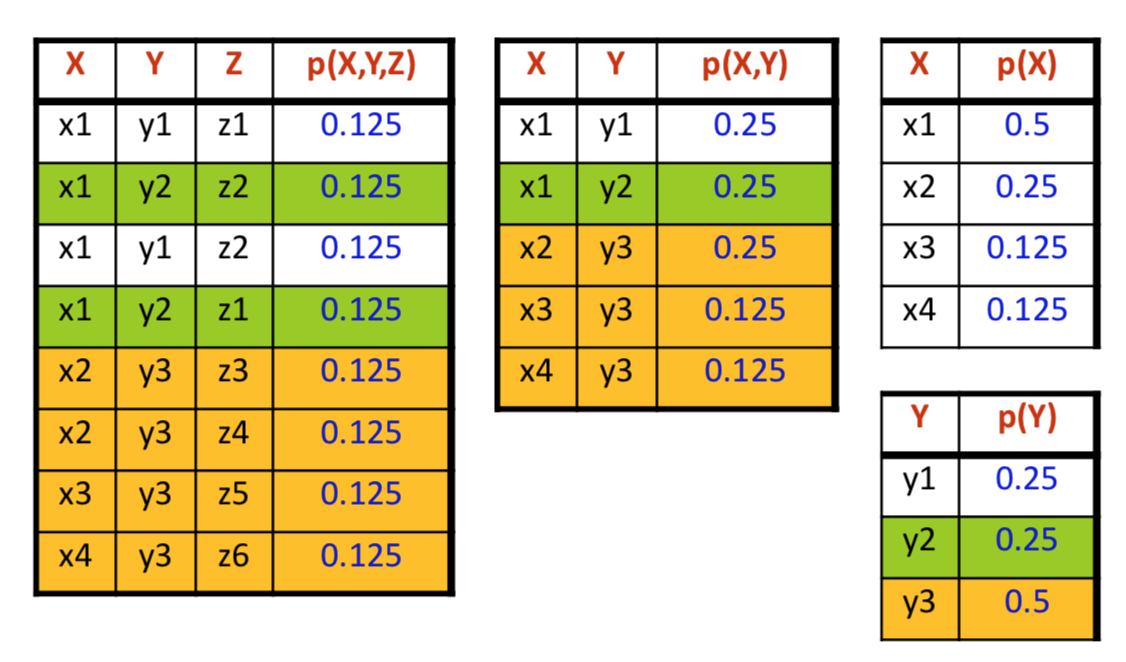 X Y Z p(X,Y,Z)
x1 y1 z1 0.125
x1 y2 z2 0.125
x1 y1 z2 0.125
x1 y2 z1 0.125
x2 y3 z3 0.125
x2 y3 z4 0.125
x3 y3 z5 0.125
x4 y3 z6 0.125
X Y p(X,Y)
x1 y1 0.25
x1 y2 0.25
x2 y3 0.25
x3 y3 0.125
x4 y3 0.125
X p(X)
x1 0.5
x2 0.25
x3 0.125
x4 0.125
Y p(Y)
y1 0.25
y2 0.25
y3 0.5